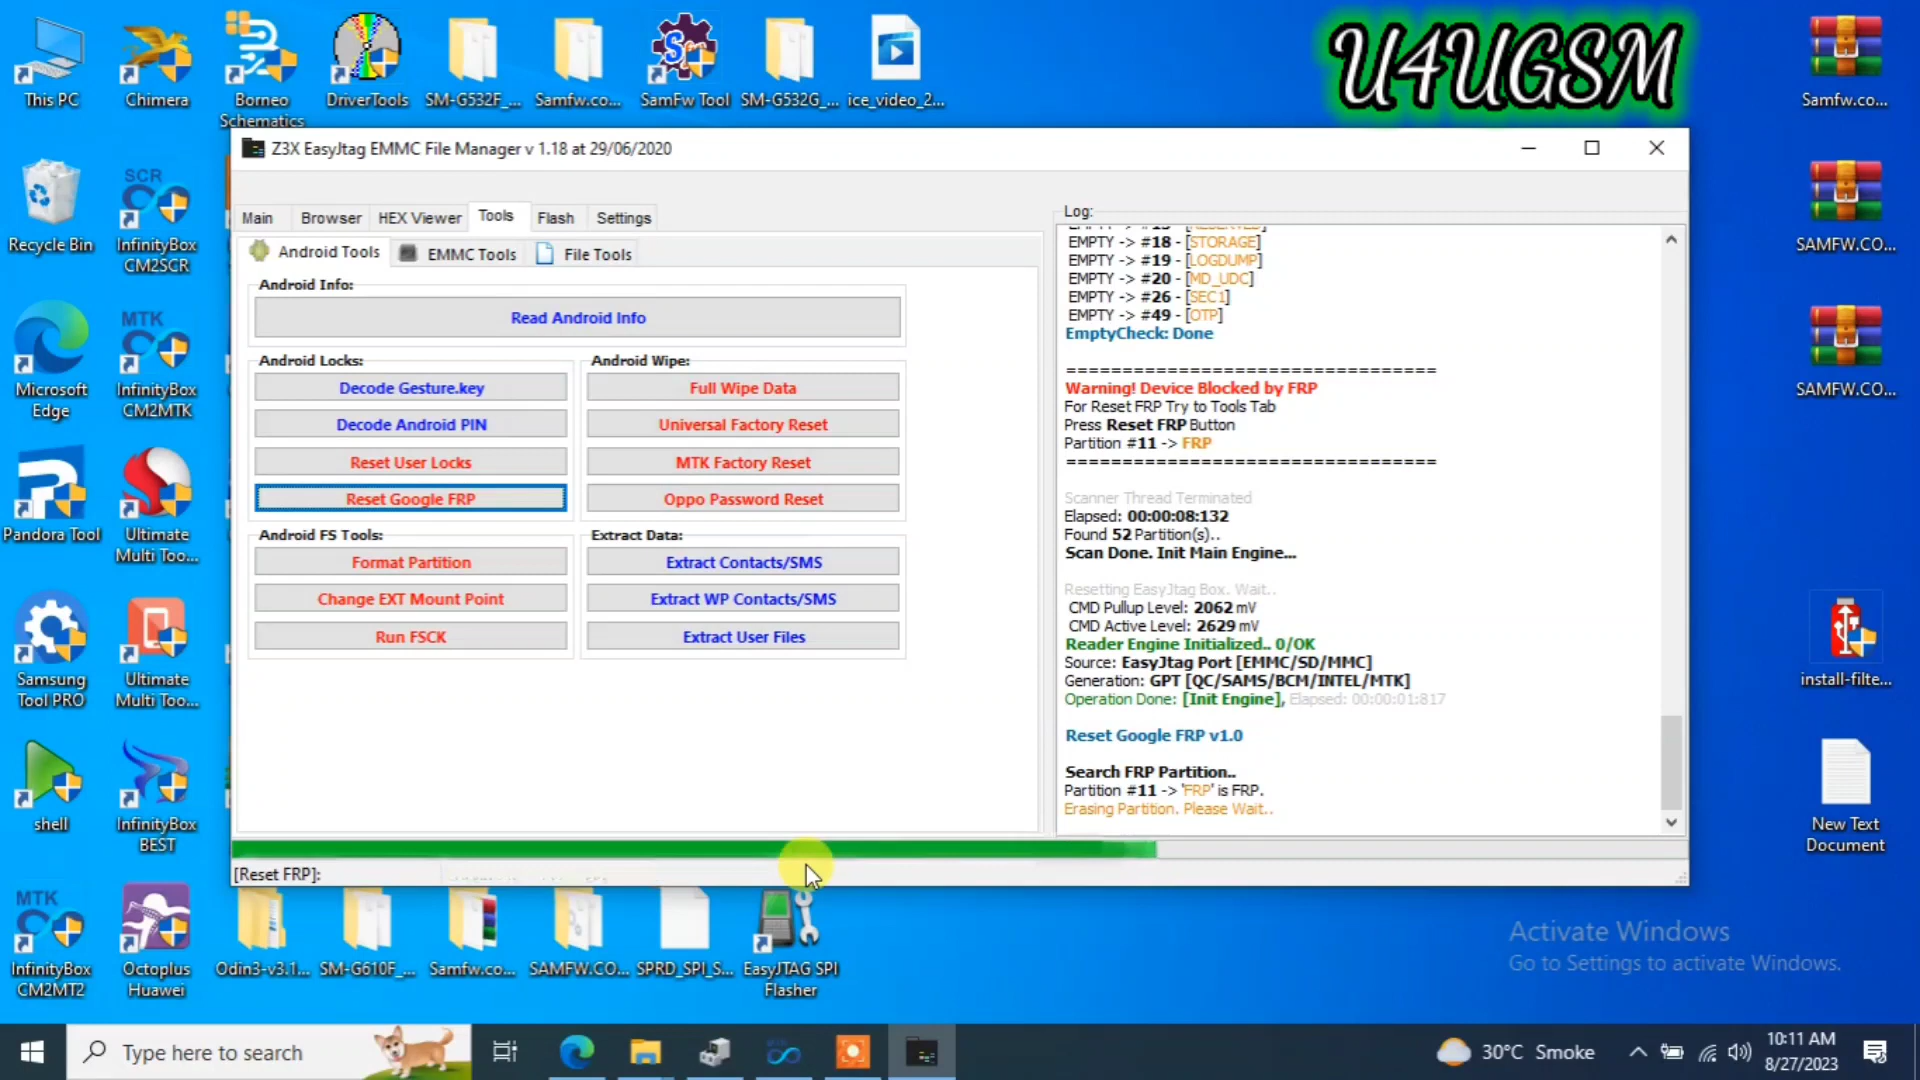 U4UGSM
This PC
Chimera
Borneo
Schematics
DriverTools
SM-G532F_...
Samfw.co...
SamFw Tool
SM-G532G_...
ice_video_2...
Samfw.co...
Recycle Bin
SCR
InfinityBox
CM2SCR
SAMFW.CO...
Microsoft
Edge
MTK
InfinityBox
CM2MTK
SAMFW.CO...
Pandora Tool
Ultimate
Multi Too...
Samsung
Tool PRO
Ultimate
Multi Too...
install-filte...
shell
InfinityBox
BEST
New Text
Document
MTK
InfinityBox
CM2MT2
Octoplus
Huawei
Odin3-v3.1...
SM-G610F_...
Samfw.co...
SAMFW.CO...
SPRD_SPI_S...
EasyJTAG SPI
Flasher
Z3X EasyJtag EMMC File Manager v 1.18 at 29/06/2020
Main
Browser
HEX Viewer
Tools
Flash
Settings
Android Tools
EMMC Tools
File Tools
Android Info:
Read Android Info
Android Locks:
Decode Gesture.key
Decode Android PIN
Reset User Locks
Reset Google FRP
Android Wipe:
Full Wipe Data
Universal Factory Reset
MTK Factory Reset
Oppo Password Reset
Android FS Tools:
Format Partition
Change EXT Mount Point
Run FSCK
Extract Data:
Extract Contacts/SMS
Extract WP Contacts/SMS
Extract User Files
Log:
EMPTY -> #18 - [STORAGE]
EMPTY -> #19 - [LOGDUMP]
EMPTY -> #20 - [MD_UDC]
EMPTY -> #26 - [SEC1]
EMPTY -> #49 - [OTP]
EmptyCheck: Done
==================================
Warning! Device Blocked by FRP
For Reset FRP Try to Tools Tab
Press Reset FRP Button
Partition #11 -> FRP
==================================
Scanner Thread Terminated
Elapsed: 00:00:08:132
Found 52 Partition(s)..
Scan Done. Init Main Engine...
Resetting EasyJtag Box. Wait..
CMD Pullup Level: 2062 mV
CMD Active Level: 2629 mV
Reader Engine Initialized.. 0/OK
Source: EasyJtag Port [EMMC/SD/MMC]
Generation: GPT [QC/SAMS/BCM/INTEL/MTK]
Operation Done: [Init Engine], Elapsed: 00:00:01:817
Reset Google FRP v1.0
Search FRP Partition..
Partition #11 -> 'FRP' is FRP.
Erasing Partition. Please Wait..
[Reset FRP]:
Activate Windows
Go to Settings to activate Windows.
Type here to search
30°C Smoke
10:11 AM
8/27/2023